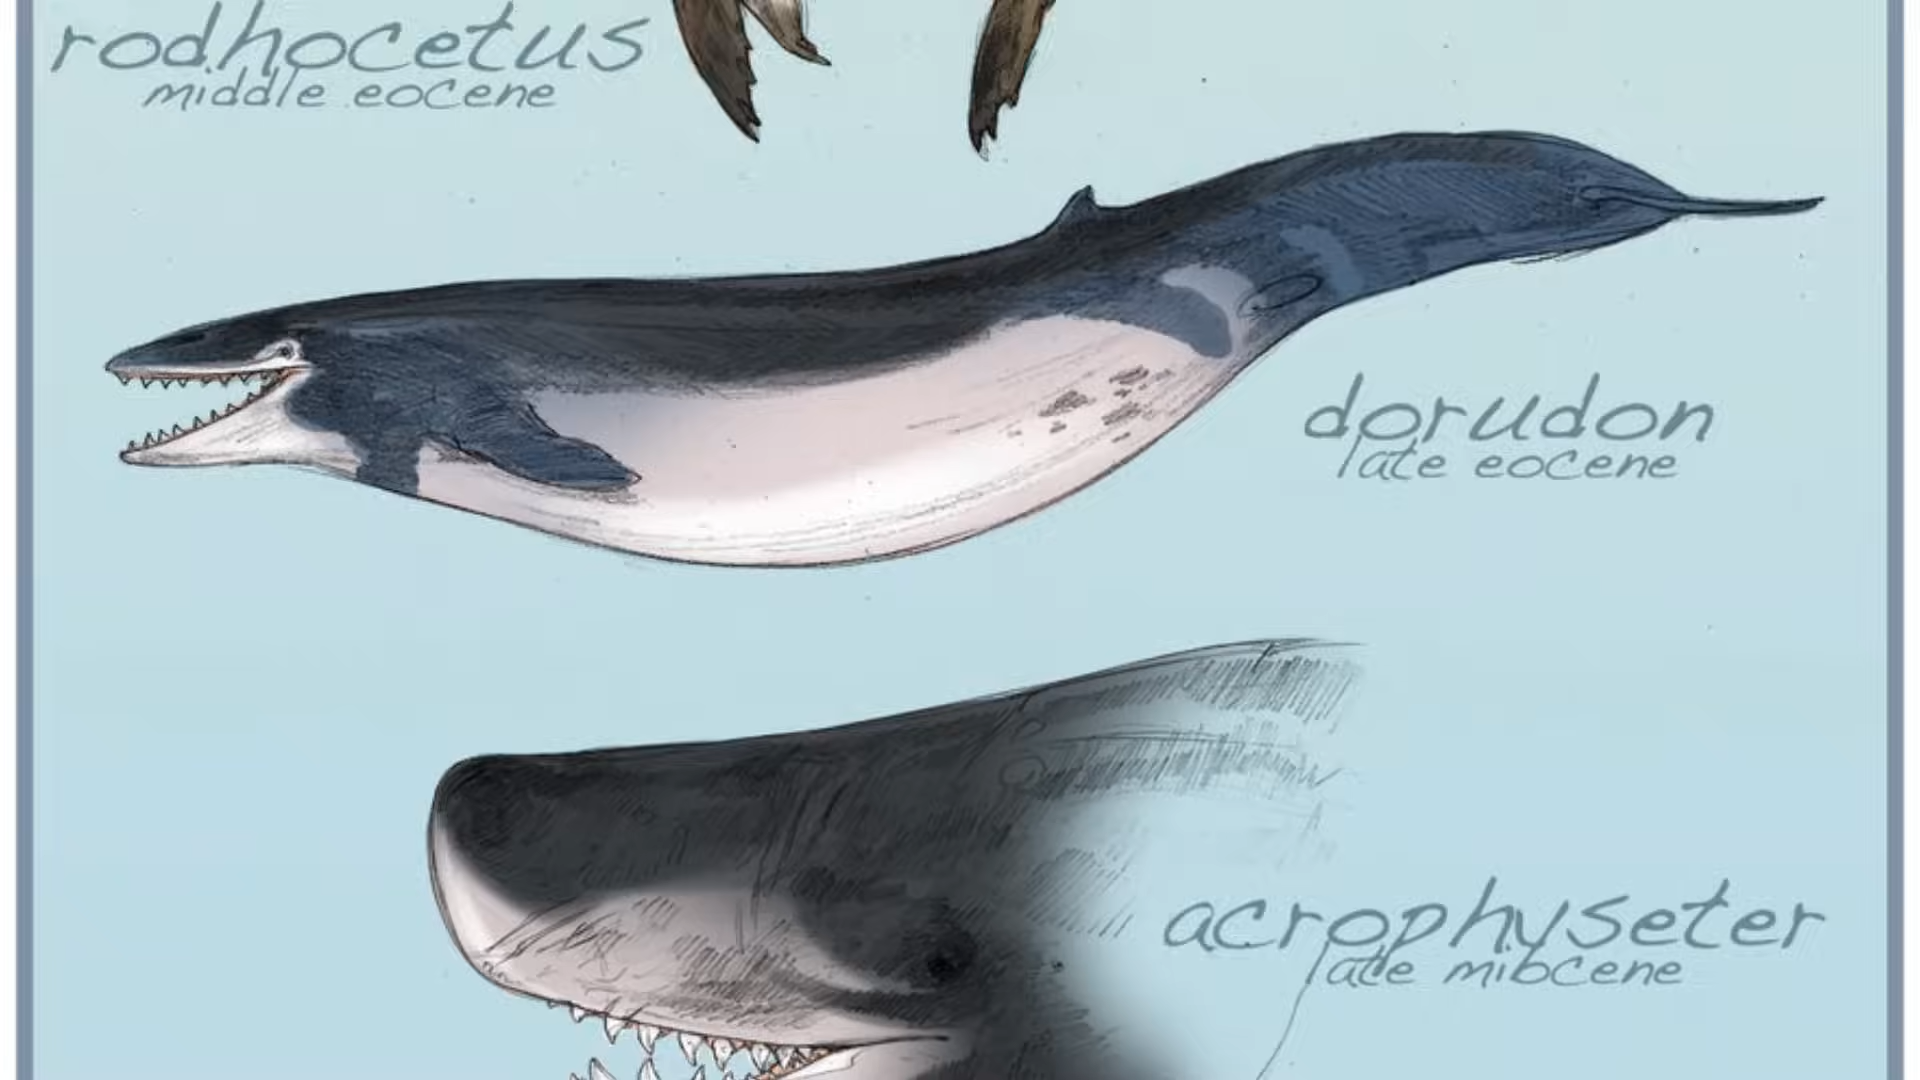 rodhocetus
middle eocene
dorudon
late eocene
acrophyseter
late miocene